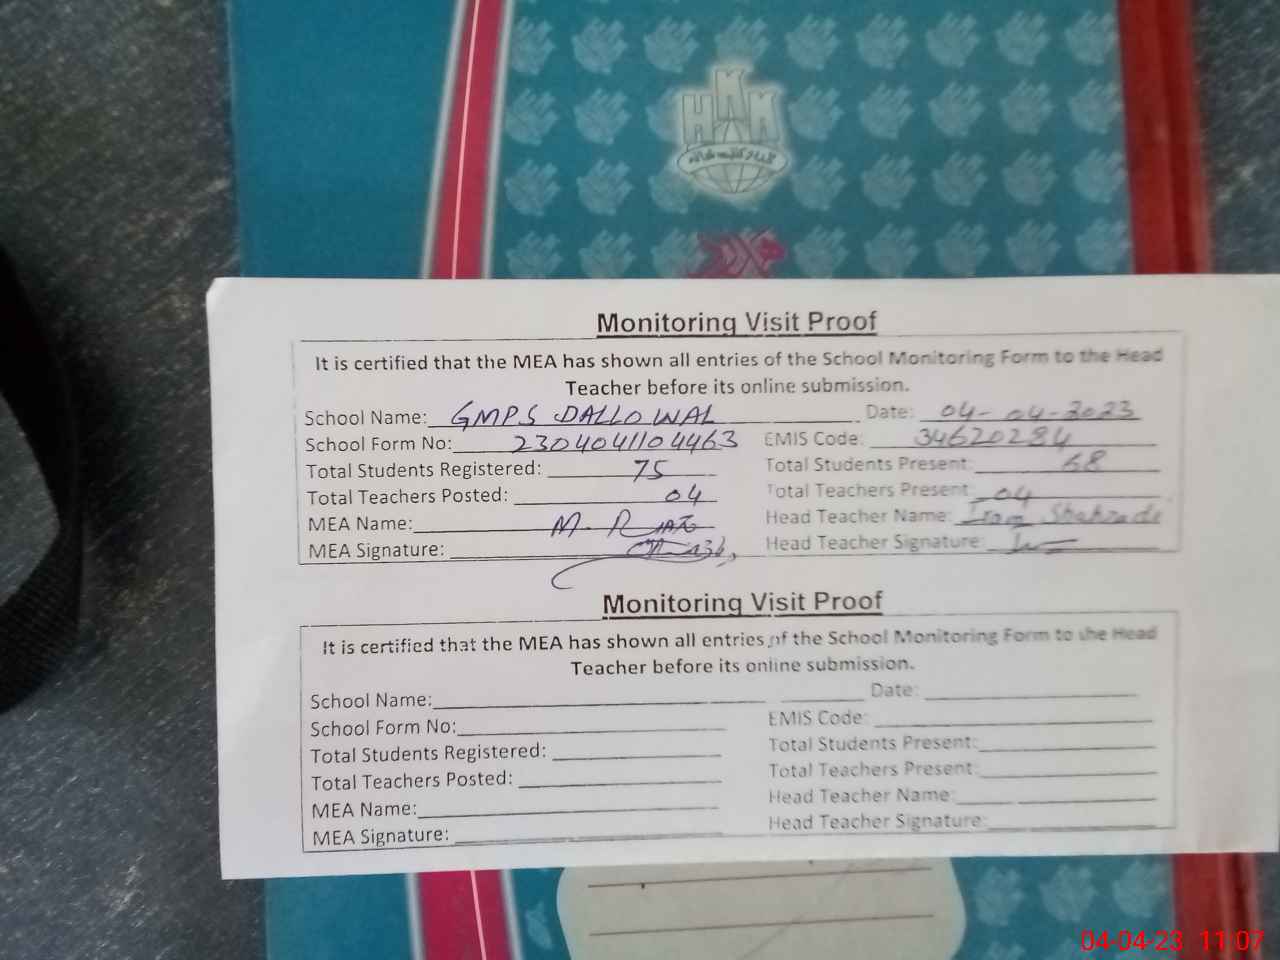 HKK
Monitoring Visit Proof
It is certified that the MEA has shown all entries of the School Monitoring Form to the Head
Teacher before its online submission.
School Name: GMPS DALLOWAL Date: 04-04-2023
School Form No: 2304041104463 EMIS Code: 34620284
Total Students Registered: 75 Total Students Present: 68
Total Teachers Posted: 04 Total Teachers Present: 04
MEA Name: M. R Head Teacher Name: Iram Shahzadi
MEA Signature: Head Teacher Signature:
Monitoring Visit Proof
It is certified that the MEA has shown all entries of the School Monitoring Form to the Head
Teacher before its online submission.
School Name: Date:
School Form No: EMIS Code:
Total Students Registered: Total Students Present:
Total Teachers Posted: Total Teachers Present:
MEA Name: Head Teacher Name:
MEA Signature: Head Teacher Signature:
04-04-23 11:07